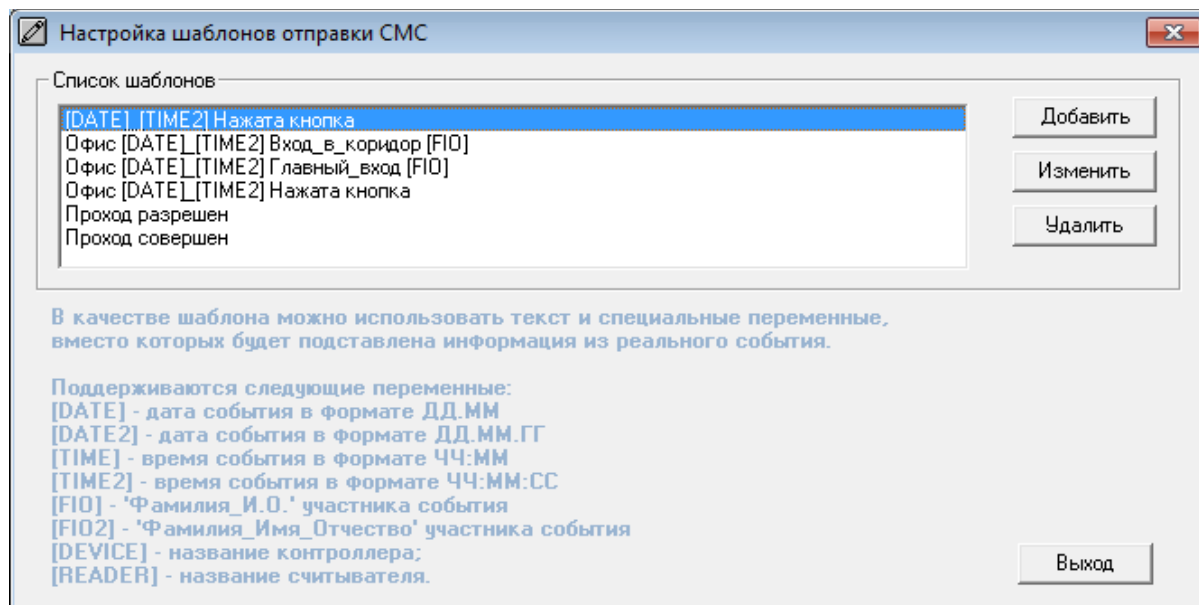 Настройка шаблонов отправки СМС
Список шаблонов
[DATE]_[TIME2] Нажата кнопка
Офис [DATE]_[TIME2] Вход_в_коридор [FIO]
Офис [DATE]_[TIME2] Главный_вход [FIO]
Офис [DATE]_[TIME2] Нажата кнопка
Проход разрешен
Проход совершен
Добавить
Изменить
Удалить
В качестве шаблона можно использовать текст и специальные переменные,
вместо которых будет подставлена информация из реального события.
Поддерживаются следующие переменные:
[DATE] - дата события в формате ДД.ММ
[DATE2] - дата события в формате ДД.ММ.ГГ
[TIME] - время события в формате ЧЧ:ММ
[TIME2] - время события в формате ЧЧ:ММ:СС
[FIO] - 'Фамилия_И.О.' участника события
[FIO2] - 'Фамилия_Имя_Отчество' участника события
[DEVICE] - название контроллера;
[READER] - название считывателя.
Выход